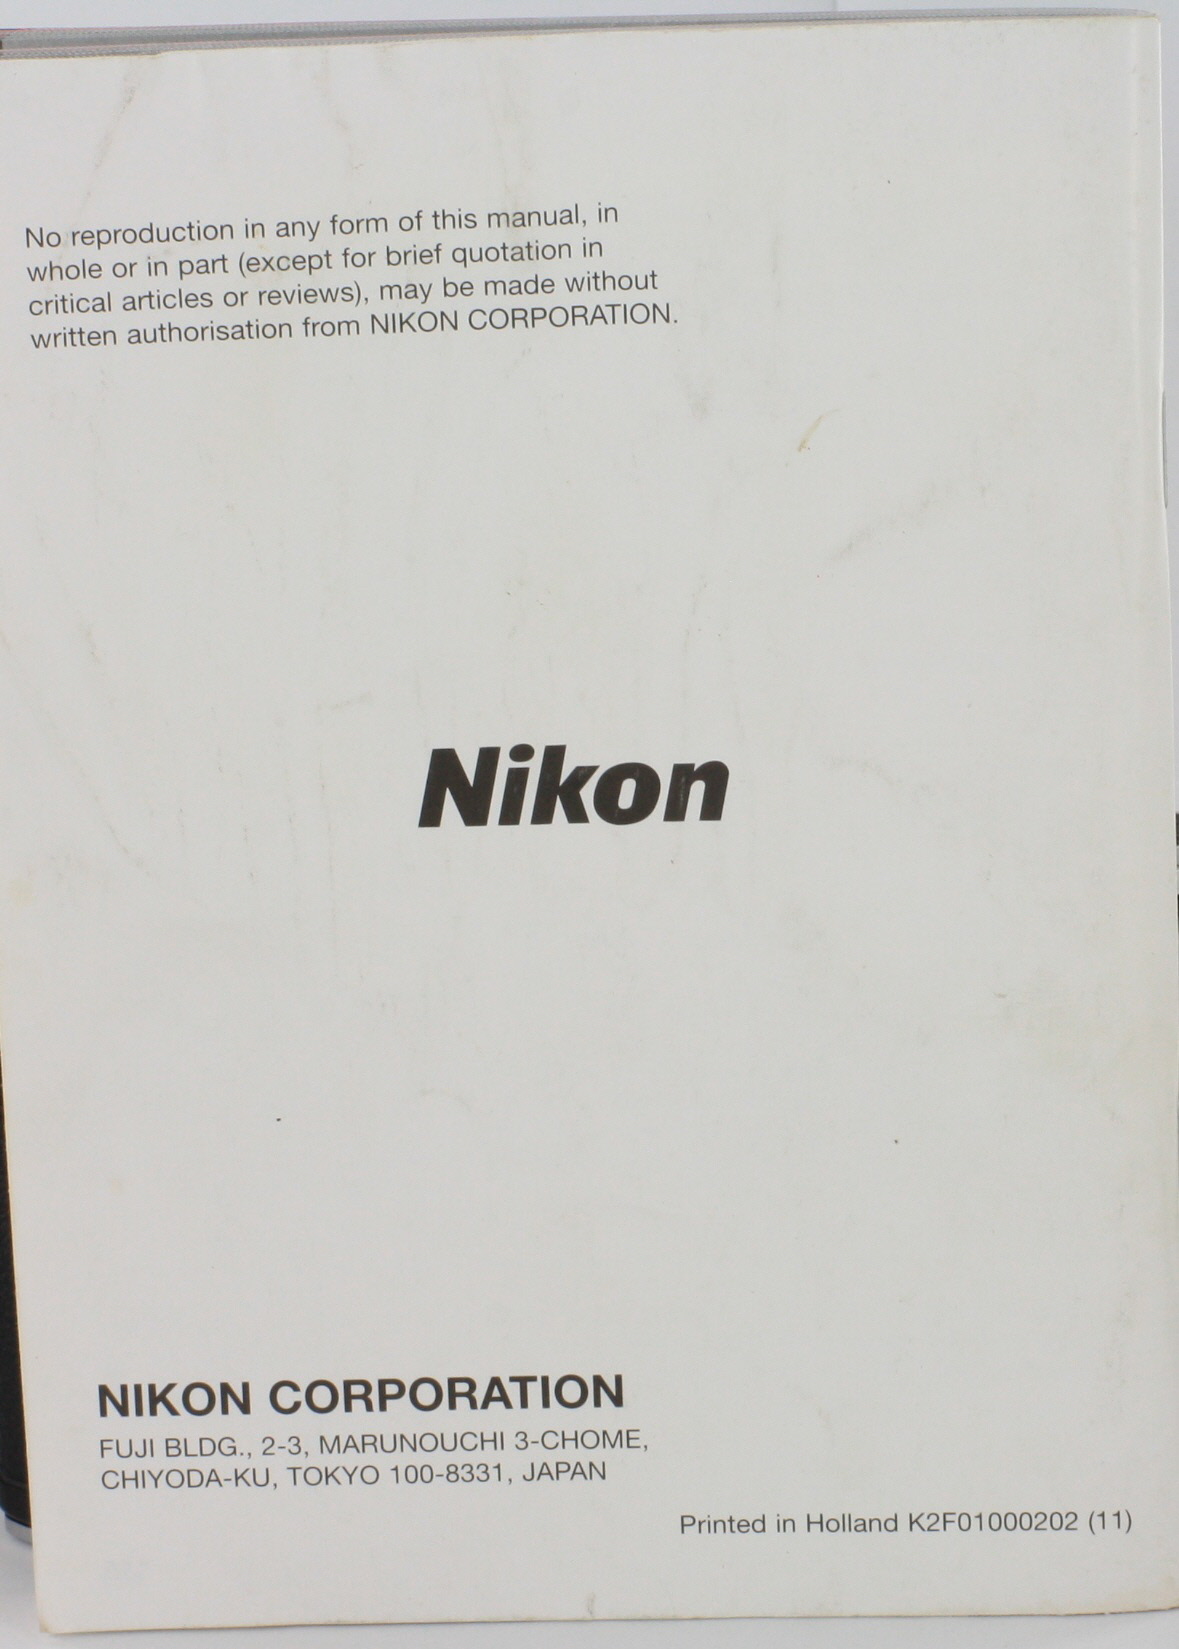 No reproduction in any form of this manual, in
whole or in part (except for brief quotation in
critical articles or reviews), may be made without
written authorisation from NIKON CORPORATION.
Nikon
NIKON CORPORATION
FUJI BLDG., 2-3, MARUNOUCHI 3-CHOME,
CHIYODA-KU, TOKYO 100-8331, JAPAN
Printed in Holland K2F01000202 (11)